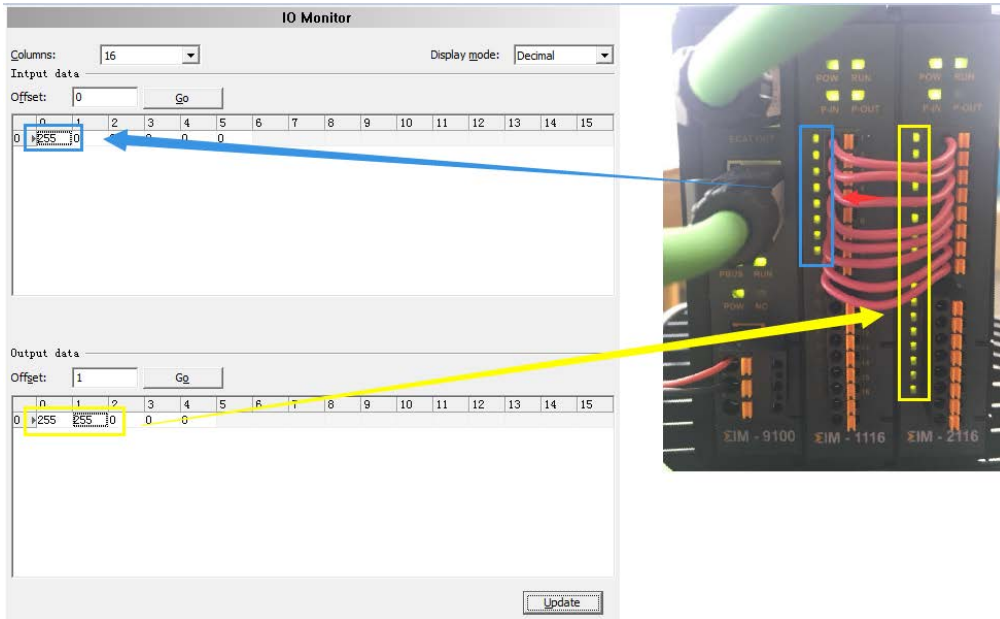 IO Monitor
Columns: 16 Display mode: Decimal
Intput data
Offset: 0 Go
0 1 2 3 4 5 6 7 8 9 10 11 12 13 14 15
0 255 0 0 0 0
Output data
Offset: 1 Go
0 1 2 3 4 5 6 7 8 9 10 11 12 13 14 15
0 255 255 0 0 0
Update
POW RUN
P-IN P-OUT
POW RUN
P-IN P-OUT
ECAT OUT
PBUS RUN
POW NC
ΣIM - 9100
ΣIM - 1116
ΣIM - 2116